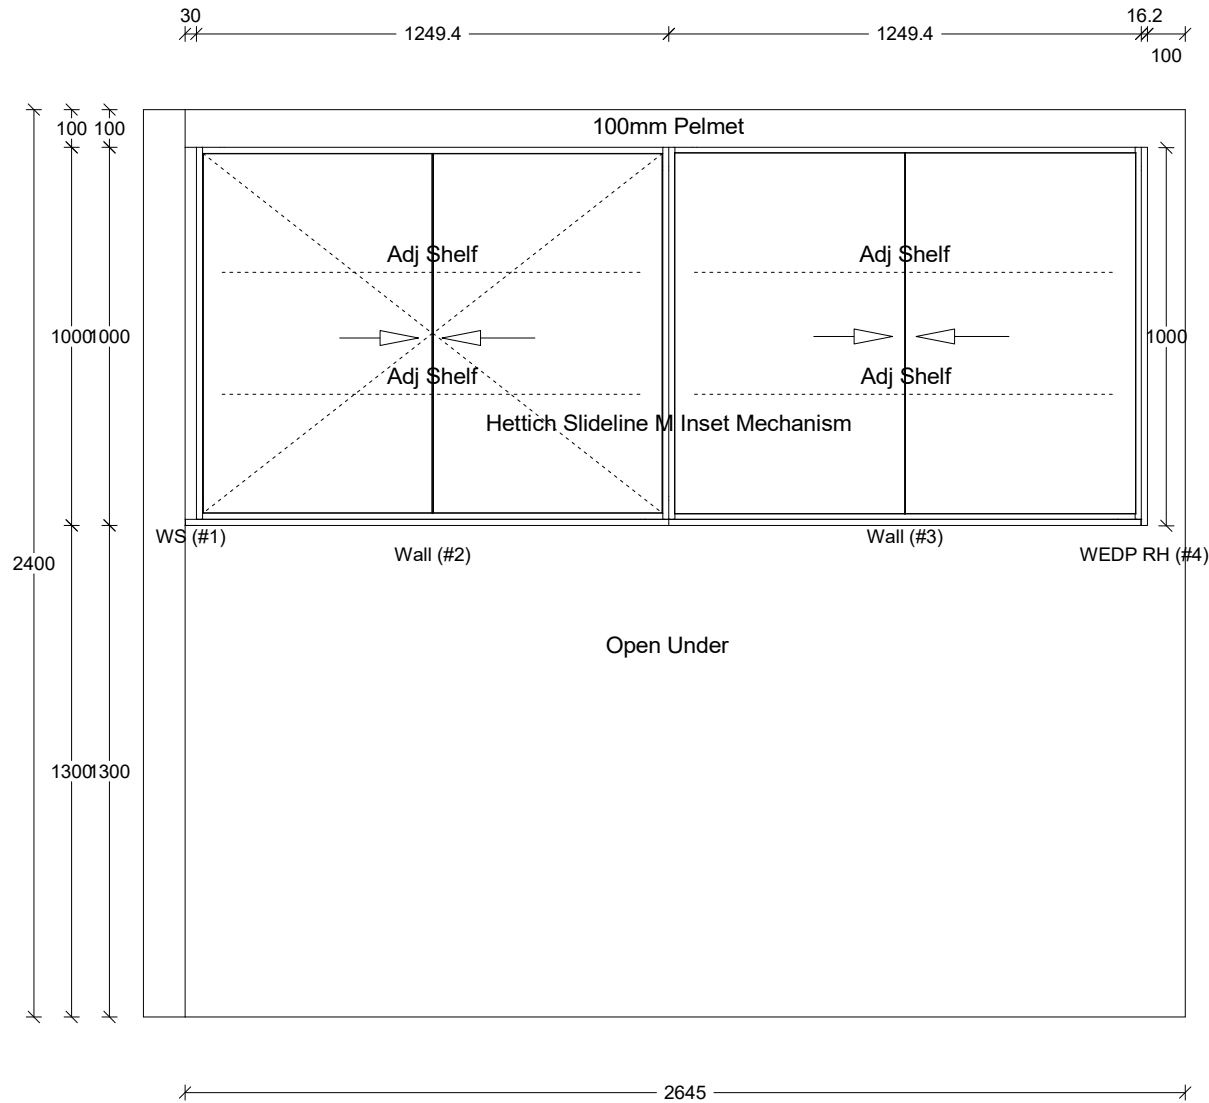 30
1249.4
1249.4
16.2
100
100
100
100mm Pelmet
Adj Shelf
Adj Shelf
1000
1000
1000
Adj Shelf
Adj Shelf
Hettich Slideline M Inset Mechanism
WS (#1)
Wall (#3)
Wall (#2)
WEDP RH (#4)
2400
Open Under
1300
1300
2645